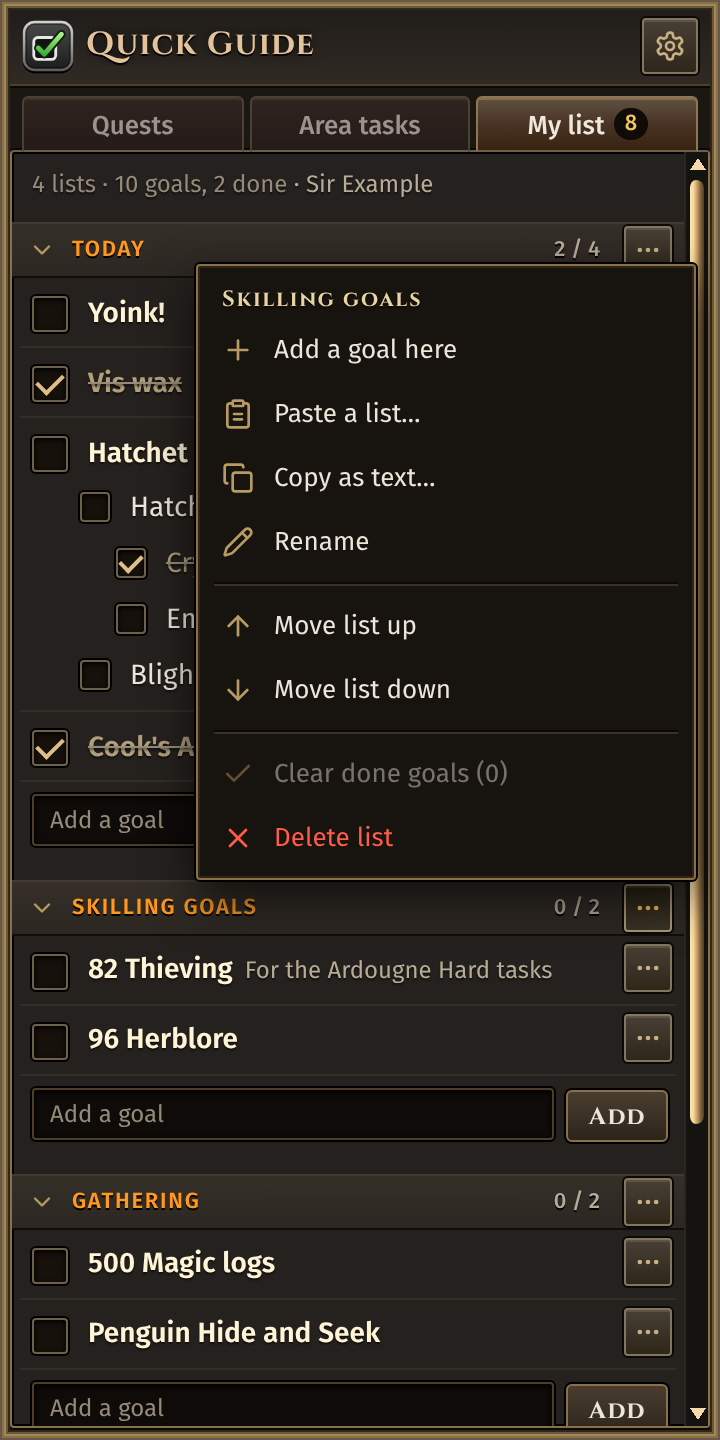 Quick Guide
Quests
Area tasks
My list 8
4 lists · 10 goals, 2 done · Sir Example
TODAY 2 / 4
Yoink!
Vis wax
Hatchet
Add a goal
Skilling goals
Add a goal here
Paste a list...
Copy as text...
Rename
Move list up
Move list down
Clear done goals (0)
Delete list
SKILLING GOALS 0 / 2
82 Thieving For the Ardougne Hard tasks
96 Herblore
Add a goal ADD
GATHERING 0 / 2
500 Magic logs
Penguin Hide and Seek
Add a goal ADD